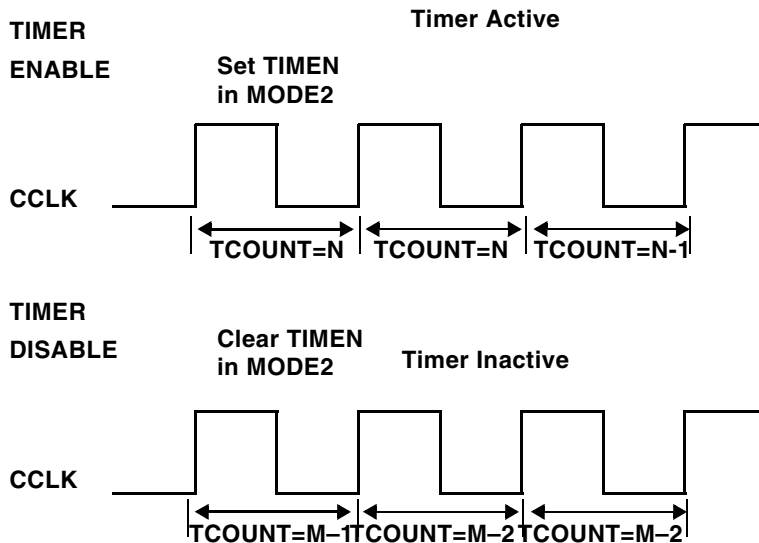 TIMER
ENABLE
Timer Active
Set TIMEN
in MODE2
CCLK
TCOUNT=N
TCOUNT=N
TCOUNT=N-1
TIMER
DISABLE
Clear TIMEN
in MODE2
Timer Inactive
CCLK
TCOUNT=M–1
TCOUNT=M–2
TCOUNT=M–2